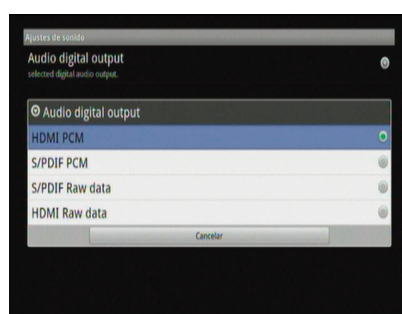 Ajustes de sonido
Audio digital output
selected digital audio output.
Audio digital output
HDMI PCM
S/PDIF PCM
S/PDIF Raw data
HDMI Raw data
Cancelar